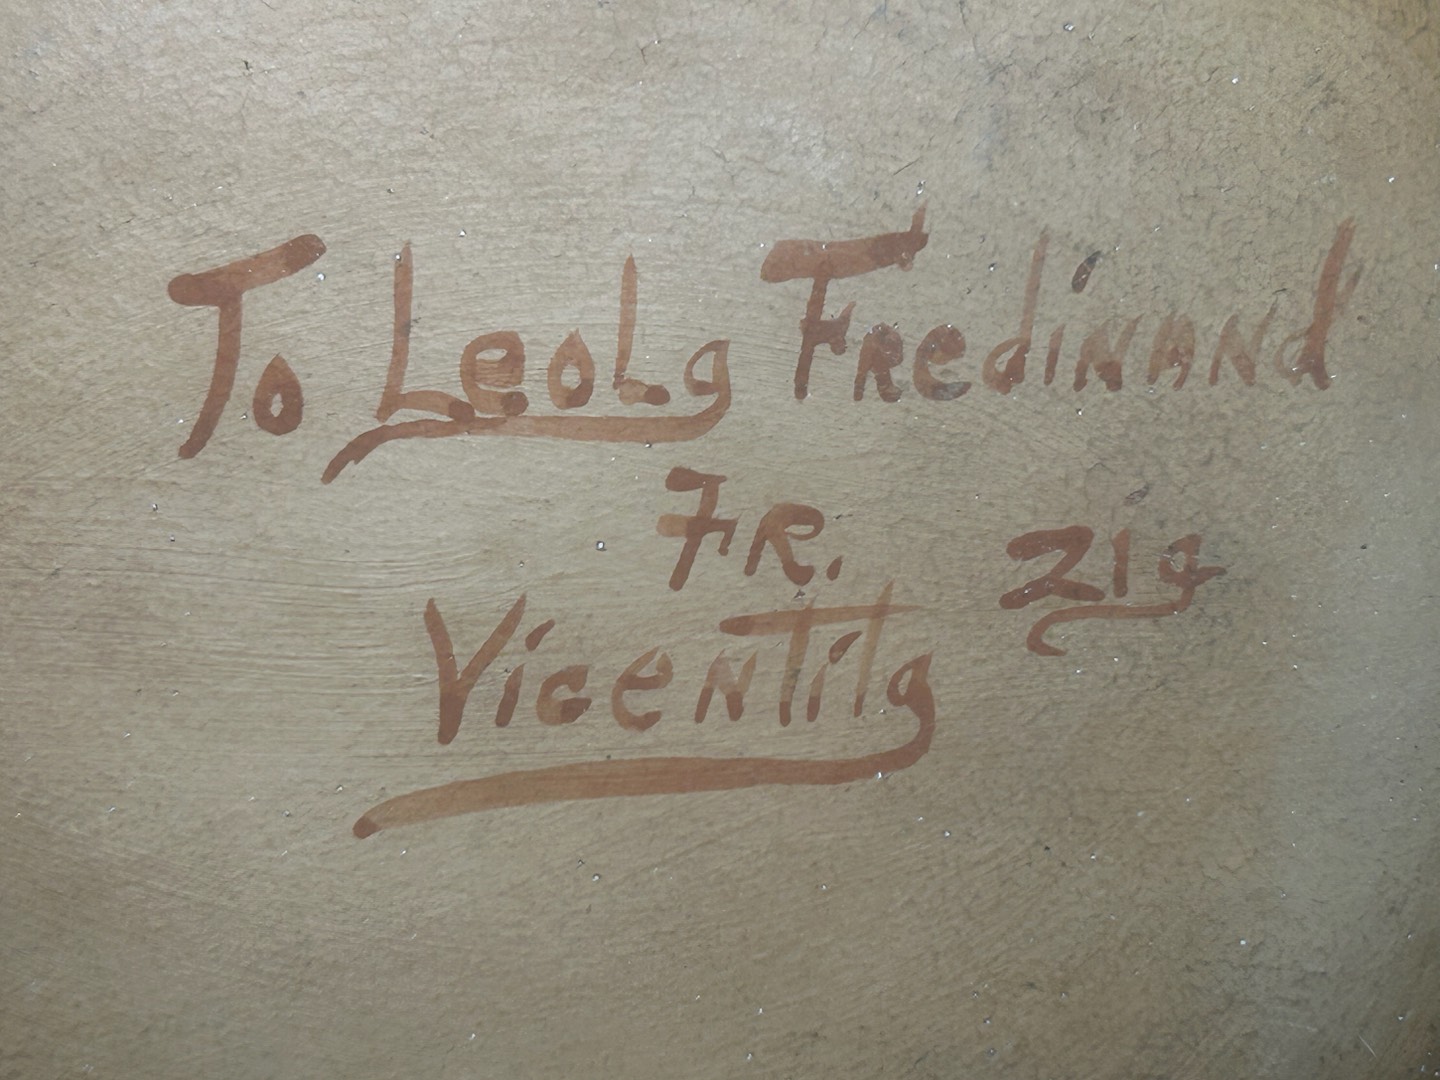 To Leola Fredinand
FR. Zia
Vicentita